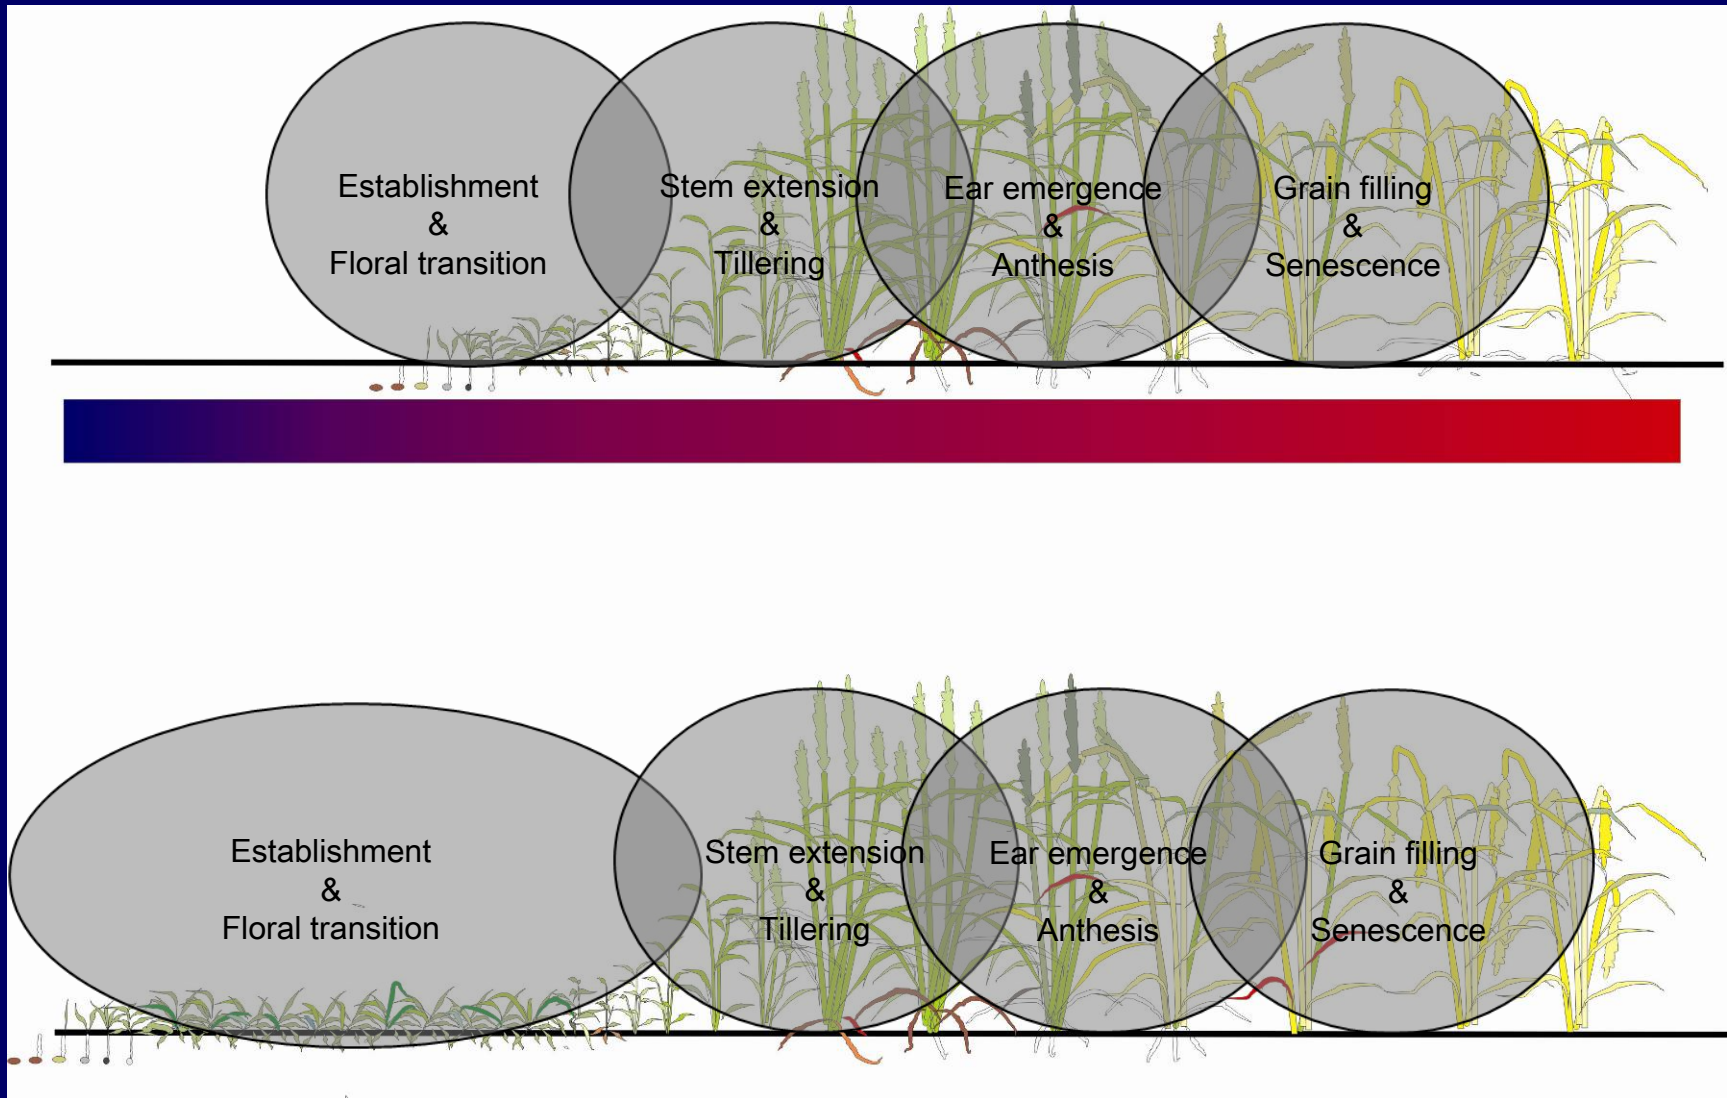 Establishment
&
Floral transition
Stem extension
&
Tillering
Ear emergence
&
Anthesis
Grain filling
&
Senescence
Establishment
&
Floral transition
Stem extension
&
Tillering
Ear emergence
&
Anthesis
Grain filling
&
Senescence